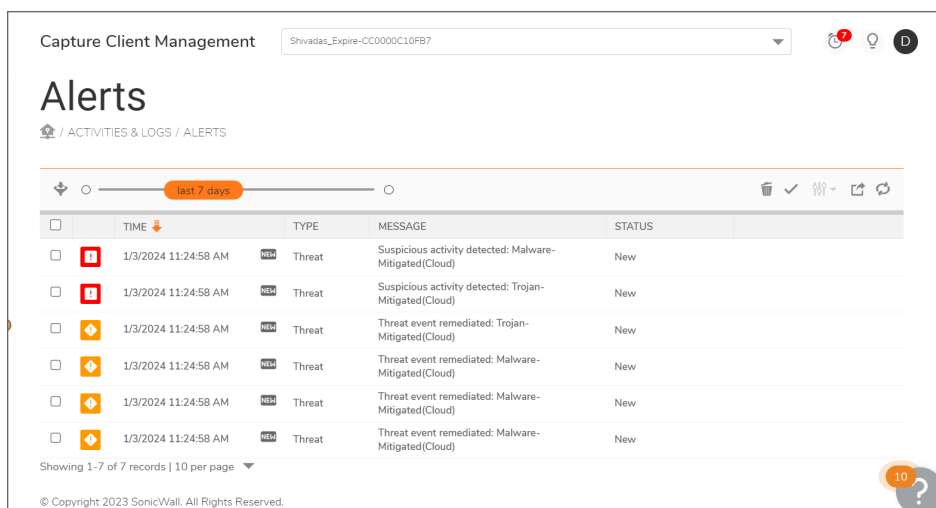 Capture Client Management
Shivadas_Expire-CC0000C10FB7
7
D
Alerts
/ ACTIVITIES & LOGS / ALERTS
last 7 days
TIME TYPE MESSAGE STATUS
1/3/2024 11:24:58 AM NEW Threat Suspicious activity detected: Malware-
Mitigated(Cloud) New
1/3/2024 11:24:58 AM NEW Threat Suspicious activity detected: Trojan-
Mitigated(Cloud) New
1/3/2024 11:24:58 AM NEW Threat Threat event remediated: Trojan-
Mitigated(Cloud) New
1/3/2024 11:24:58 AM NEW Threat Threat event remediated: Malware-
Mitigated(Cloud) New
1/3/2024 11:24:58 AM NEW Threat Threat event remediated: Malware-
Mitigated(Cloud) New
1/3/2024 11:24:58 AM NEW Threat Threat event remediated: Malware-
Mitigated(Cloud) New
Showing 1-7 of 7 records | 10 per page
10
?
© Copyright 2023 SonicWall. All Rights Reserved.